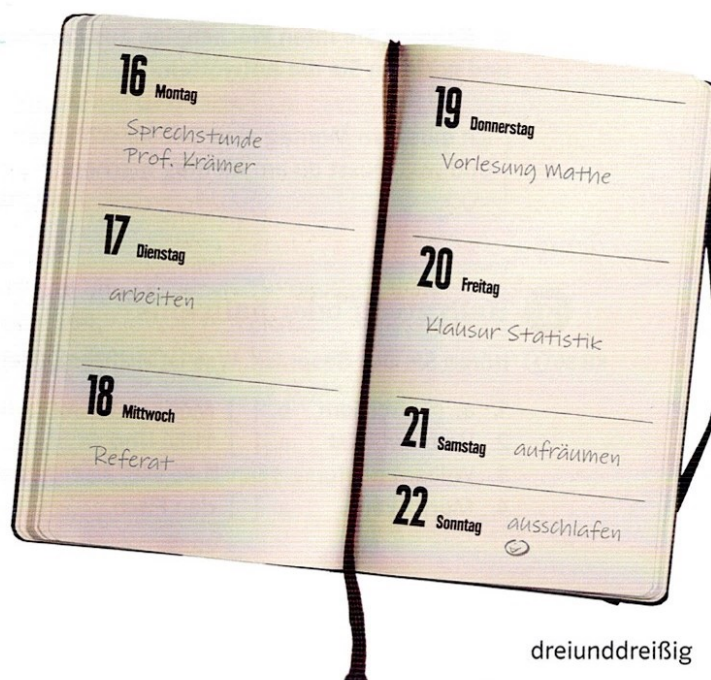 16 Montag
Sprechstunde
Prof. Krämer
17 Dienstag
arbeiten
18 Mittwoch
Referat
19 Donnerstag
Vorlesung Mathe
20 Freitag
Klausur Statistik
21 Samstag aufräumen
22 Sonntag ausschlafen
dreiunddreißig